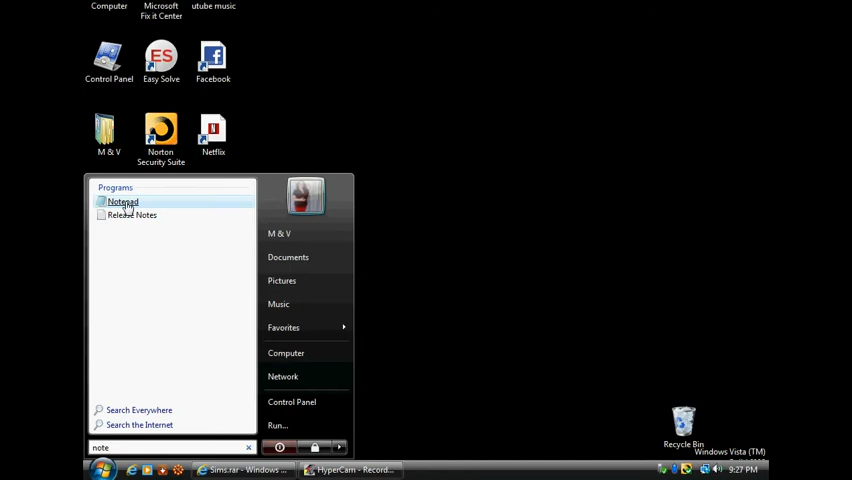 Computer
Microsoft
Fix it Center
utube music
Control Panel
ES
Easy Solve
Facebook
M & V
Norton
Security Suite
N
Netflix
Programs
Notepad
Release Notes
Search Everywhere
Search the Internet
note
M & V
Documents
Pictures
Music
Favorites
Computer
Network
Control Panel
Run...
Recycle Bin
Windows Vista (TM)
Sims.rar - Windows ...
HyperCam - Record...
9:27 PM